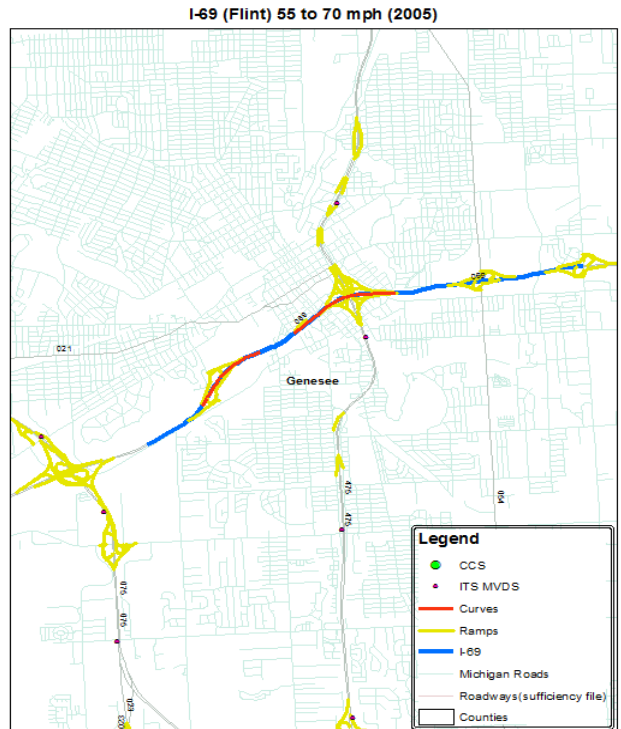 I-69 (Flint) 55 to 70 mph (2005)
069
069
021
Genesee
054
475
475
075
075
023
Legend
CCS
ITS MVDS
Curves
Ramps
I-69
Michigan Roads
Roadways(sufficiency file)
Counties